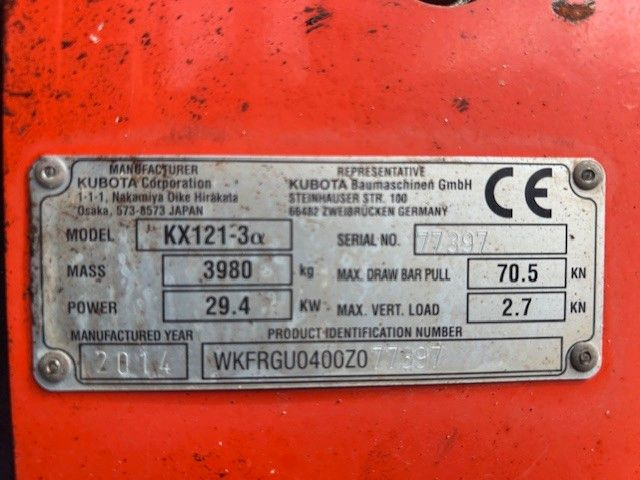 MANUFACTURER
KUBOTA Corporation
1-1-1, Nakamiya Oike Hirakata
Osaka, 573-8573 JAPAN
REPRESENTATIVE
KUBOTA Baumaschinen GmbH
STEINHAUSER STR. 100
66482 ZWEIBRÜCKEN GERMANY
CE
MODEL KX121-3α SERIAL NO. 77397
MASS 3980 kg MAX. DRAW BAR PULL 70.5 KN
POWER 29.4 KW MAX. VERT. LOAD 2.7 KN
MANUFACTURED YEAR PRODUCT IDENTIFICATION NUMBER
2014 WKFRGU0400Z077397